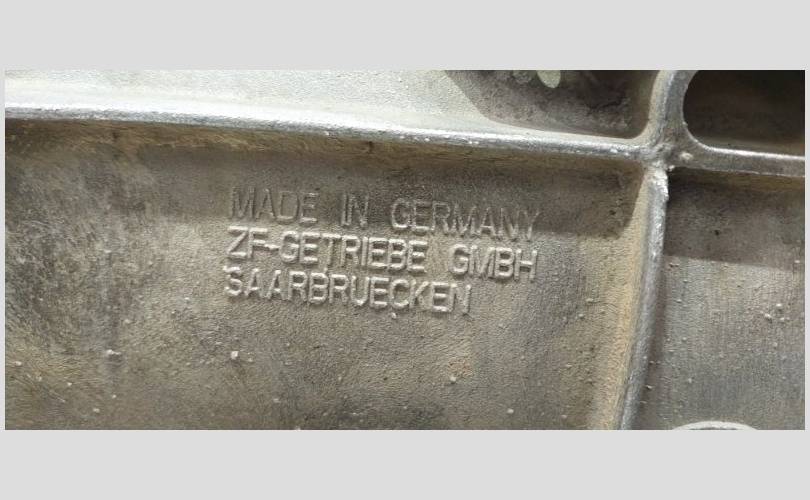 MADE IN GERMANY
ZF-GETRIEBE GMBH
SAARBRUECKEN